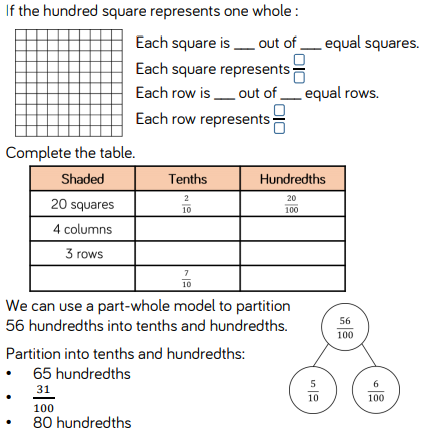 If the hundred square represents one whole :
Each square is ___ out of ___ equal squares.
Each square represents □/□
Each row is ___ out of ___ equal rows.
Each row represents □/□
Complete the table.
Shaded Tenths Hundredths
20 squares 2/10 20/100
4 columns
3 rows
7/10
We can use a part-whole model to partition
56 hundredths into tenths and hundredths.
56/100
5/10 6/100
Partition into tenths and hundredths:
• 65 hundredths
• 31/100
• 80 hundredths